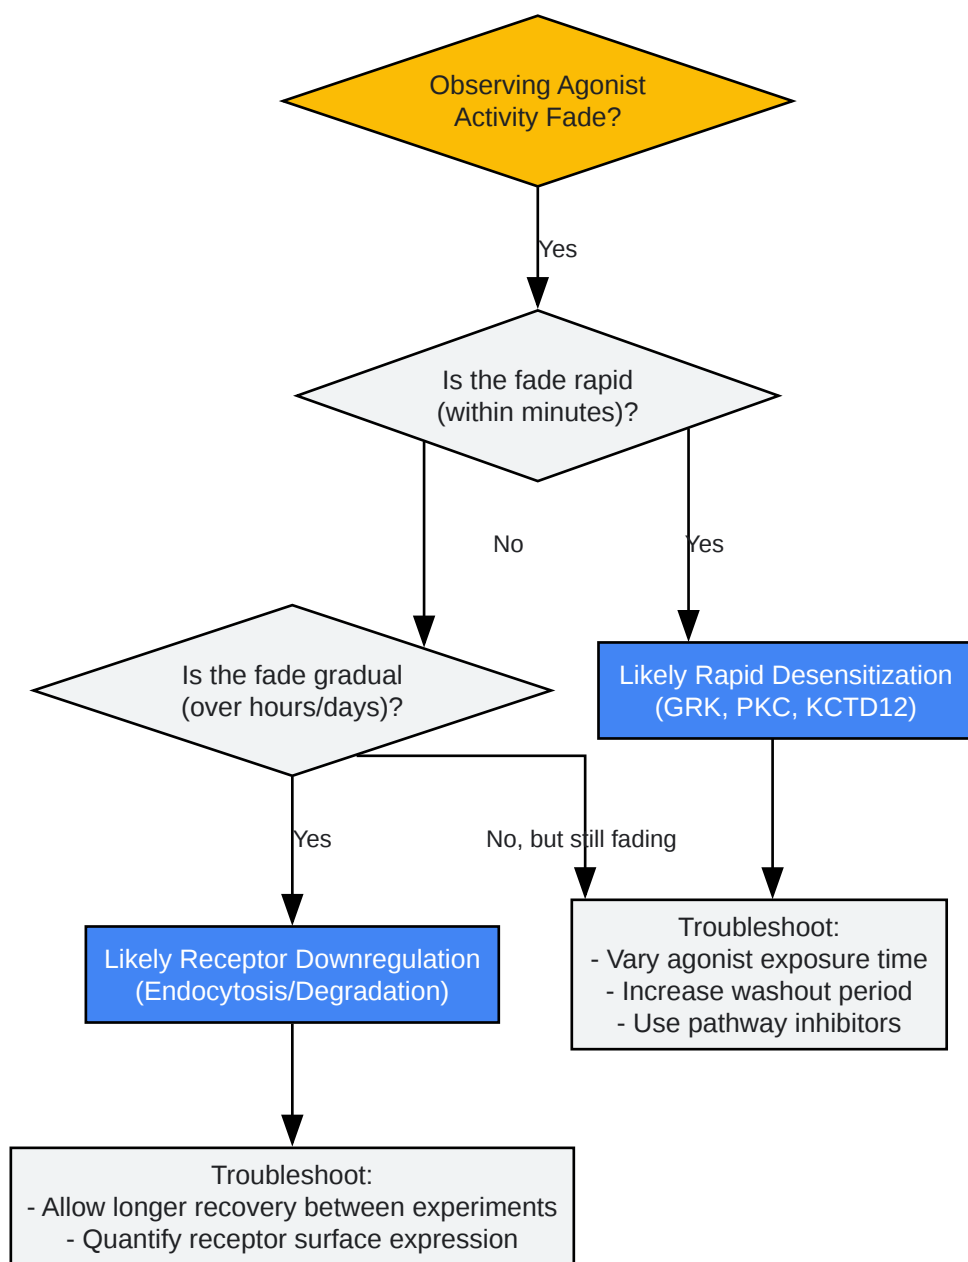 Observing Agonist
Activity Fade?
Yes
Is the fade rapid
(within minutes)?
No
Yes
Is the fade gradual
(over hours/days)?
Likely Rapid Desensitization
(GRK, PKC, KCTD12)
Yes
No, but still fading
Likely Receptor Downregulation
(Endocytosis/Degradation)
Troubleshoot:
- Vary agonist exposure time
- Increase washout period
- Use pathway inhibitors
Troubleshoot:
- Allow longer recovery between experiments
- Quantify receptor surface expression